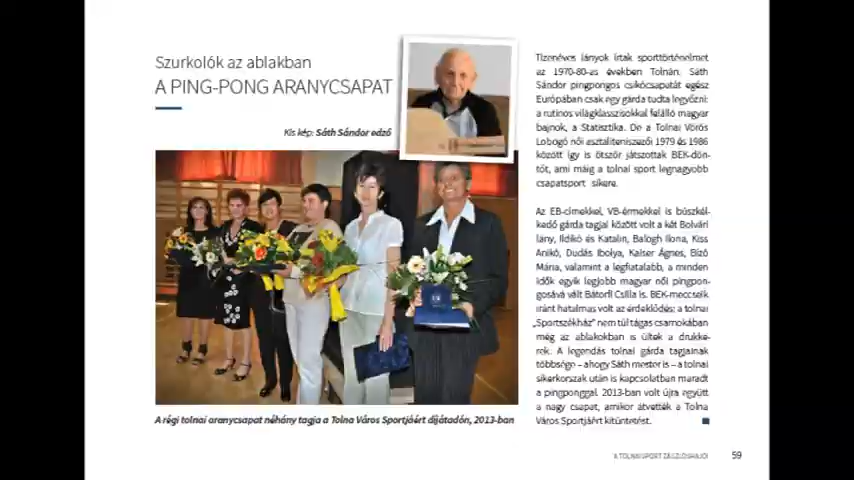 Szurkolók az ablakban
A PING-PONG ARANYCSAPAT
Kis kép: Sáth Sándor edző
A régi tolnai aranycsapat néhány tagja a Tolna Város Sportjáért díjátadón, 2013-ban
Tizenéves lányok írtak sporttörténelmet
az 1970-80-as években Tolnán. Sáth
Sándor pingpongos csikócsapatát egész
Európában csak egy gárda tudta legyőzni:
a rutinos világklasszisokkal felálló magyar
bajnok, a Statisztika. De a Tolnai Vörös
Lobogó női asztaliteniszezői 1979 és 1986
között így is ötször játszottak BEK-dön-
tőt, ami máig a tolnai sport legnagyobb
csapatsport sikere.
Az EB-címekkel, VB-érmekkel is büszkél-
kedő gárda tagjai között volt a két Bolvári
lány, Ildikó és Katalin, Balogh Ilona, Kiss
Anikó, Dudás Ibolya, Kaiser Ágnes, Bízó
Mária, valamint a legfiatalabb, a minden
idők egyik legjobb magyar női pingpon-
gosává vált Bátorfi Csilla is. BEK-meccseik
iránt hatalmas volt az érdeklődés: a tolnai
„Sportszékház” nem túl tágas csarnokában
még az ablakokban is ültek a drukke-
rek. A legendás tolnai gárda tagjainak
többsége – ahogy Sáth mester is – a tolnai
sikerkorszak után is kapcsolatban maradt
a pingponggal. 2013-ban volt újra együtt
a nagy csapat, amikor átvették a Tolna
Város Sportjáért kitüntetést.
A TOLNAI SPORT ZÁSZLÓSHAJÓI 59